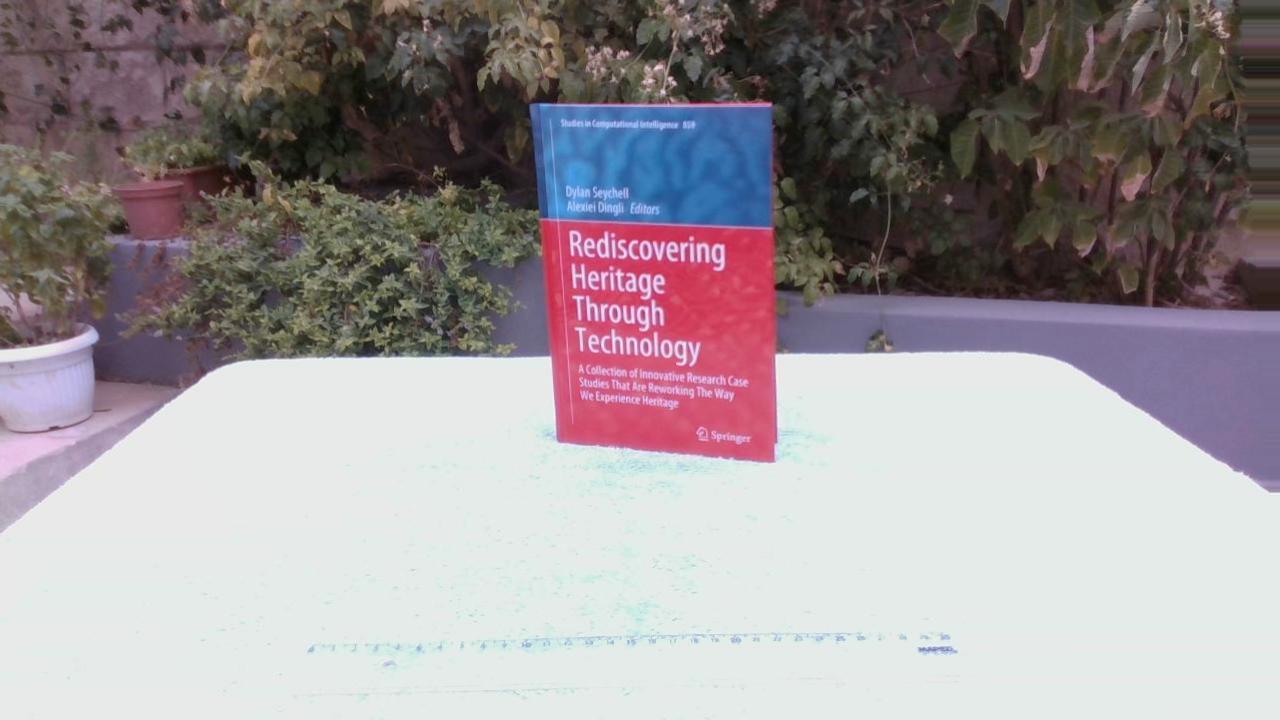 Studies in Computational Intelligence 859
Dylan Seychell
Alexiei Dingli Editors
Rediscovering
Heritage
Through
Technology
A Collection of Innovative Research Case
Studies That Are Reworking The Way
We Experience Heritage
Springer